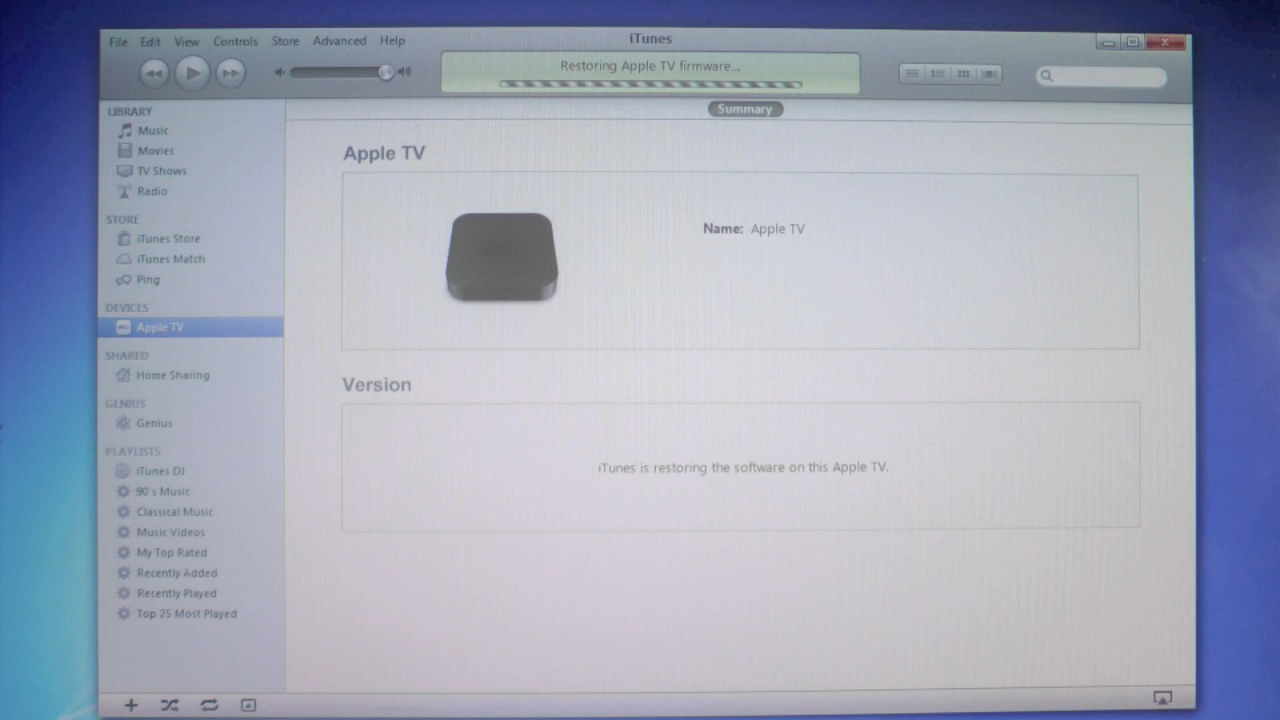 File Edit View Controls Store Advanced Help
iTunes
Restoring Apple TV firmware...
Summary
LIBRARY
Music
Movies
TV Shows
Radio
STORE
iTunes Store
iTunes Match
Ping
DEVICES
Apple TV
SHARED
Home Sharing
GENIUS
Genius
PLAYLISTS
iTunes DJ
90's Music
Classical Music
Music Videos
My Top Rated
Recently Added
Recently Played
Top 25 Most Played
Apple TV
Name: Apple TV
Version
iTunes is restoring the software on this Apple TV.